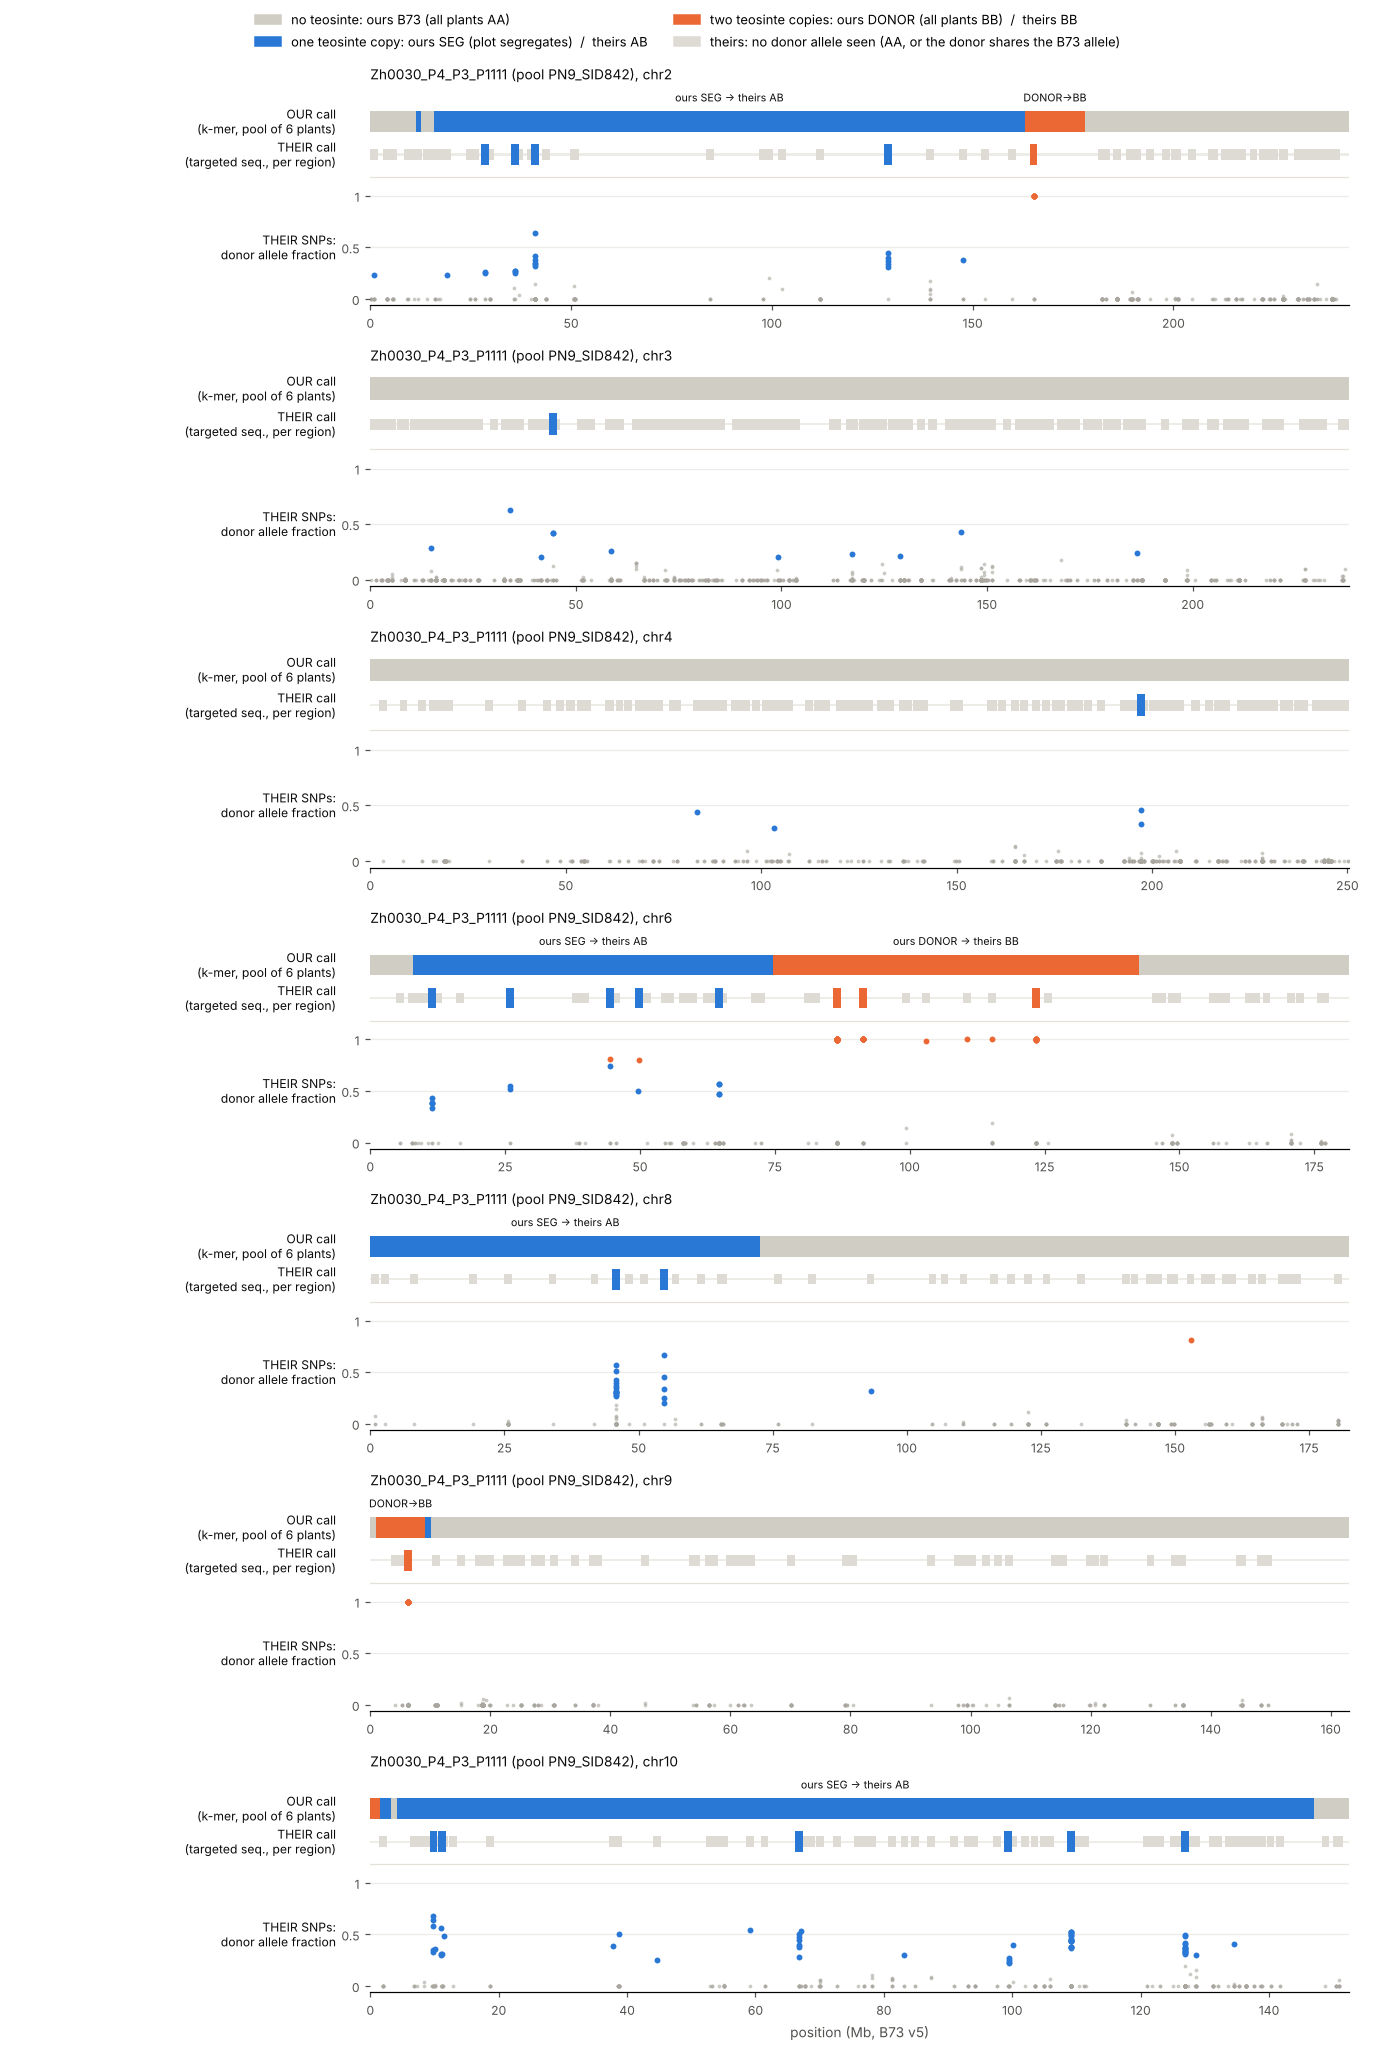 no teosinte: ours B73 (all plants AA)
two teosinte copies: ours DONOR (all plants BB)  /  theirs BB
one teosinte copy: ours SEG (plot segregates)  /  theirs AB
theirs: no donor allele seen (AA, or the donor shares the B73 allele)
Zh0030_P4_P3_P1111 (pool PN9_SID842), chr2
ours SEG → theirs AB
DONOR→BB
OUR call
(k-mer, pool of 6 plants)
THEIR call
(targeted seq., per region)
1
THEIR SNPs:
donor allele fraction
0.5
0
0 50 100 150 200
Zh0030_P4_P3_P1111 (pool PN9_SID842), chr3
OUR call
(k-mer, pool of 6 plants)
THEIR call
(targeted seq., per region)
1
THEIR SNPs:
donor allele fraction
0.5
0
0 50 100 150 200
Zh0030_P4_P3_P1111 (pool PN9_SID842), chr4
OUR call
(k-mer, pool of 6 plants)
THEIR call
(targeted seq., per region)
1
THEIR SNPs:
donor allele fraction
0.5
0
0 50 100 150 200 250
Zh0030_P4_P3_P1111 (pool PN9_SID842), chr6
ours SEG → theirs AB
ours DONOR → theirs BB
OUR call
(k-mer, pool of 6 plants)
THEIR call
(targeted seq., per region)
1
THEIR SNPs:
donor allele fraction
0.5
0
0 25 50 75 100 125 150 175
Zh0030_P4_P3_P1111 (pool PN9_SID842), chr8
ours SEG → theirs AB
OUR call
(k-mer, pool of 6 plants)
THEIR call
(targeted seq., per region)
1
THEIR SNPs:
donor allele fraction
0.5
0
0 25 50 75 100 125 150 175
Zh0030_P4_P3_P1111 (pool PN9_SID842), chr9
DONOR→BB
OUR call
(k-mer, pool of 6 plants)
THEIR call
(targeted seq., per region)
1
THEIR SNPs:
donor allele fraction
0.5
0
0 20 40 60 80 100 120 140 160
Zh0030_P4_P3_P1111 (pool PN9_SID842), chr10
ours SEG → theirs AB
OUR call
(k-mer, pool of 6 plants)
THEIR call
(targeted seq., per region)
1
THEIR SNPs:
donor allele fraction
0.5
0
0 20 40 60 80 100 120 140
position (Mb, B73 v5)